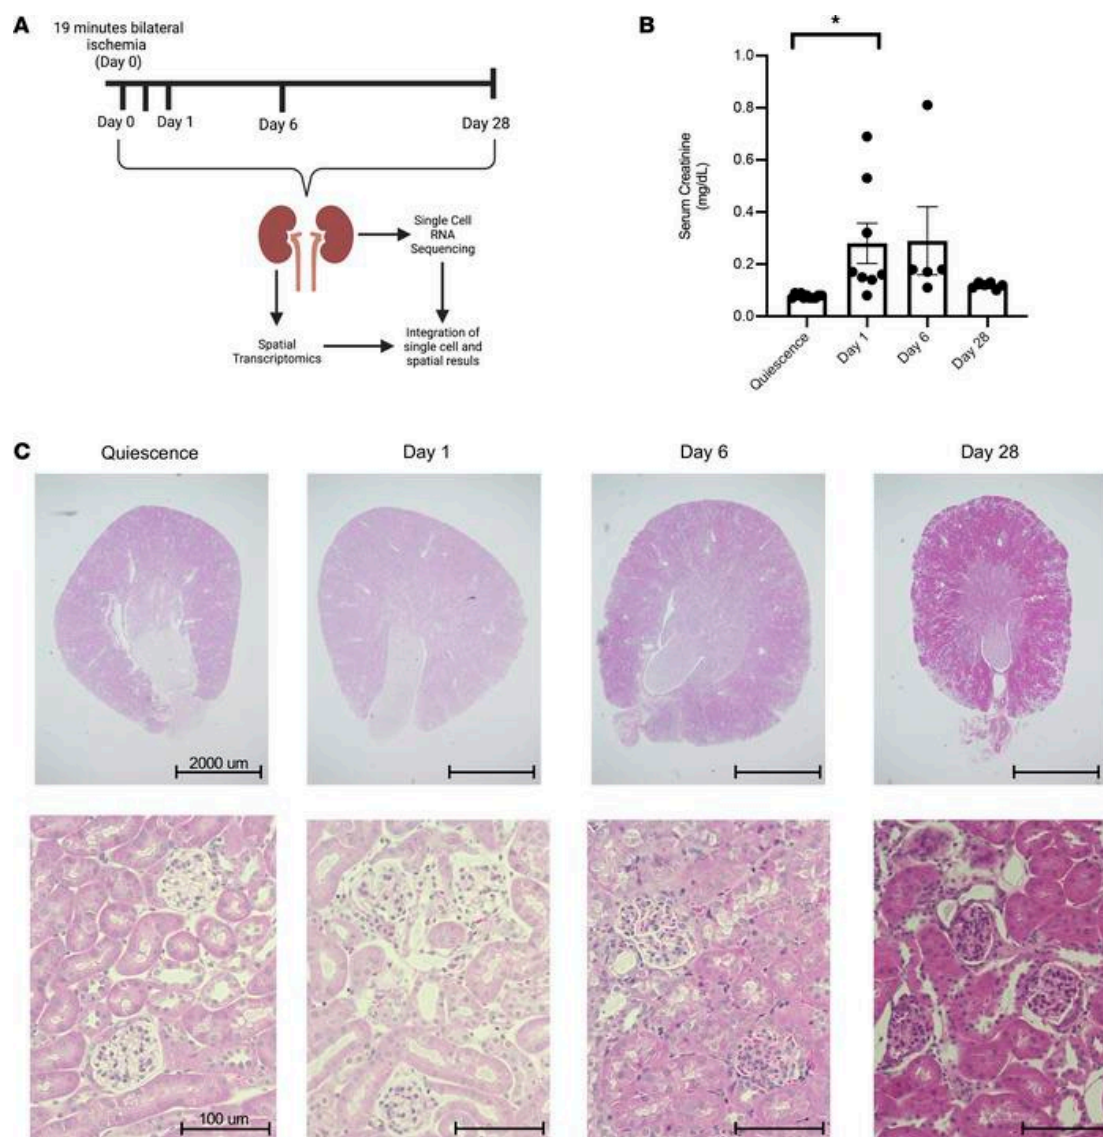 A
19 minutes bilateral
ischemia
(Day 0)
Day 0
Day 1
Day 6
Day 28
Single Cell
RNA
Sequencing
Spatial
Transcriptomics
Integration of
single cell and
spatial resuls
B
*
Serum Creatinine
(mg/dL)
1.0
0.8
0.6
0.4
0.2
0.0
Quiescence
Day 1
Day 6
Day 28
C
Quiescence
Day 1
Day 6
Day 28
2000 um
100 um